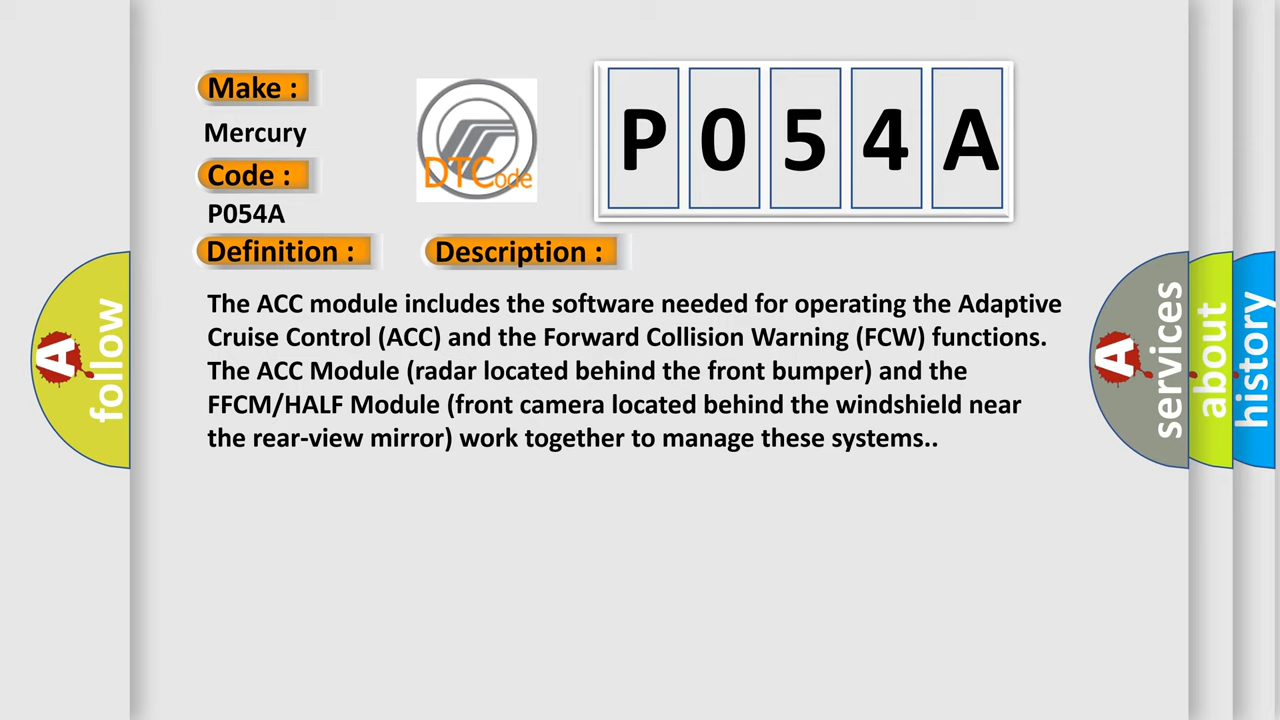 Make :
Mercury
Code :
P054A
Definition :
Description :
DTCode
P054A
The ACC module includes the software needed for operating the Adaptive
Cruise Control (ACC) and the Forward Collision Warning (FCW) functions.
The ACC Module (radar located behind the front bumper) and the
FFCM/HALF Module (front camera located behind the windshield near
the rear-view mirror) work together to manage these systems..
A follow
A services
about
history